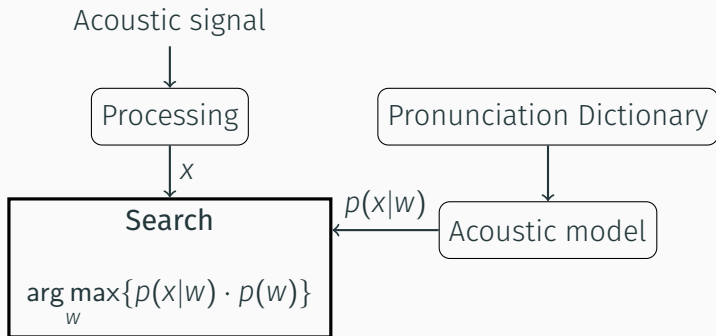 Acoustic signal
Processing
Pronunciation Dictionary
x
p(x|w)
Search
Acoustic model
arg max{p(x|w) · p(w)}
w